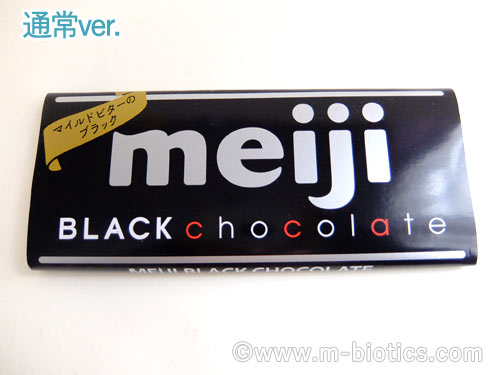 通常ver.
マイルドビターの
ブラック
meiji
BLACK chocolate
MEIJI BLACK CHOCOLATE
©www.m-biotics.com